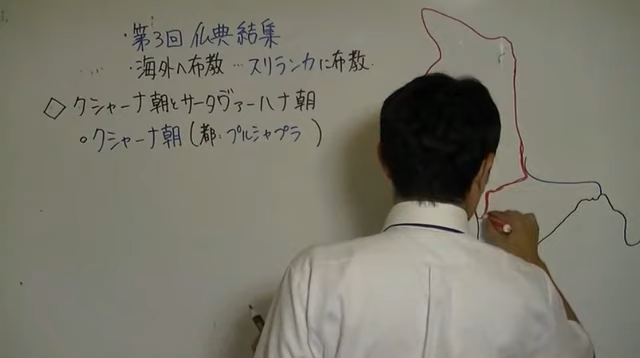 ・第3回 仏典結集
・海外へ布教…スリランカに布教.
◇クシャーナ朝とサータヴァーハナ朝
○クシャーナ朝(都:プルシャプラ)